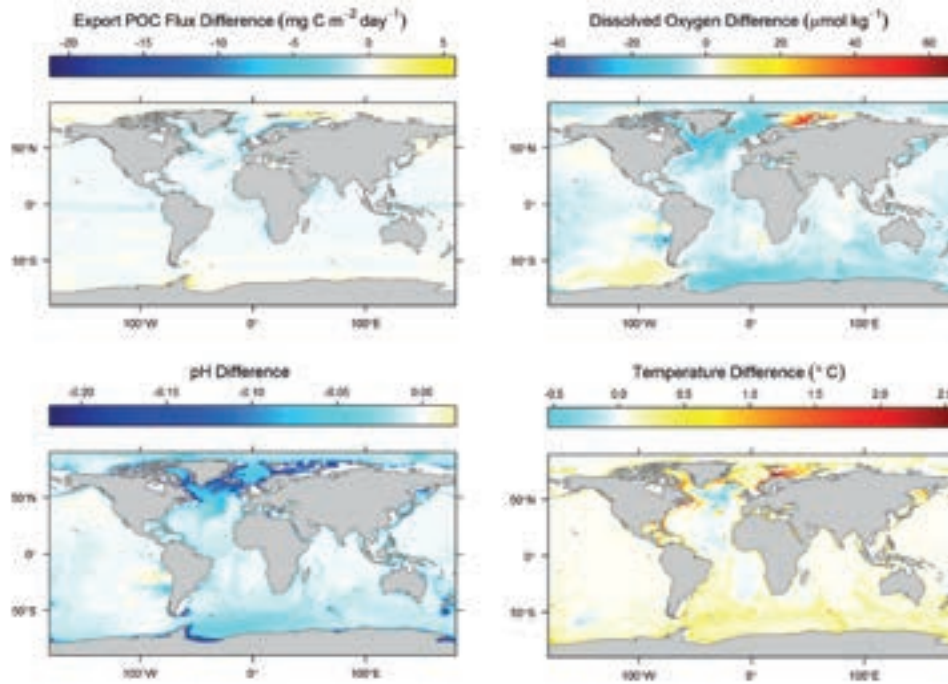 Export POC Flux Difference (mg C m⁻² day⁻¹)
-20 -15 -10 -5 0 5
50°N
0°
50°S
100°W 0° 100°E
Dissolved Oxygen Difference (μmol kg⁻¹)
-40 -20 0 20 40 60
50°N
0°
50°S
100°W 0° 100°E
pH Difference
-0.20 -0.15 -0.10 -0.05 0.00
50°N
0°
50°S
100°W 0° 100°E
Temperature Difference (° C)
-0.5 0.0 0.5 1.0 1.5 2.0 2.5
50°N
0°
50°S
100°W 0° 100°E